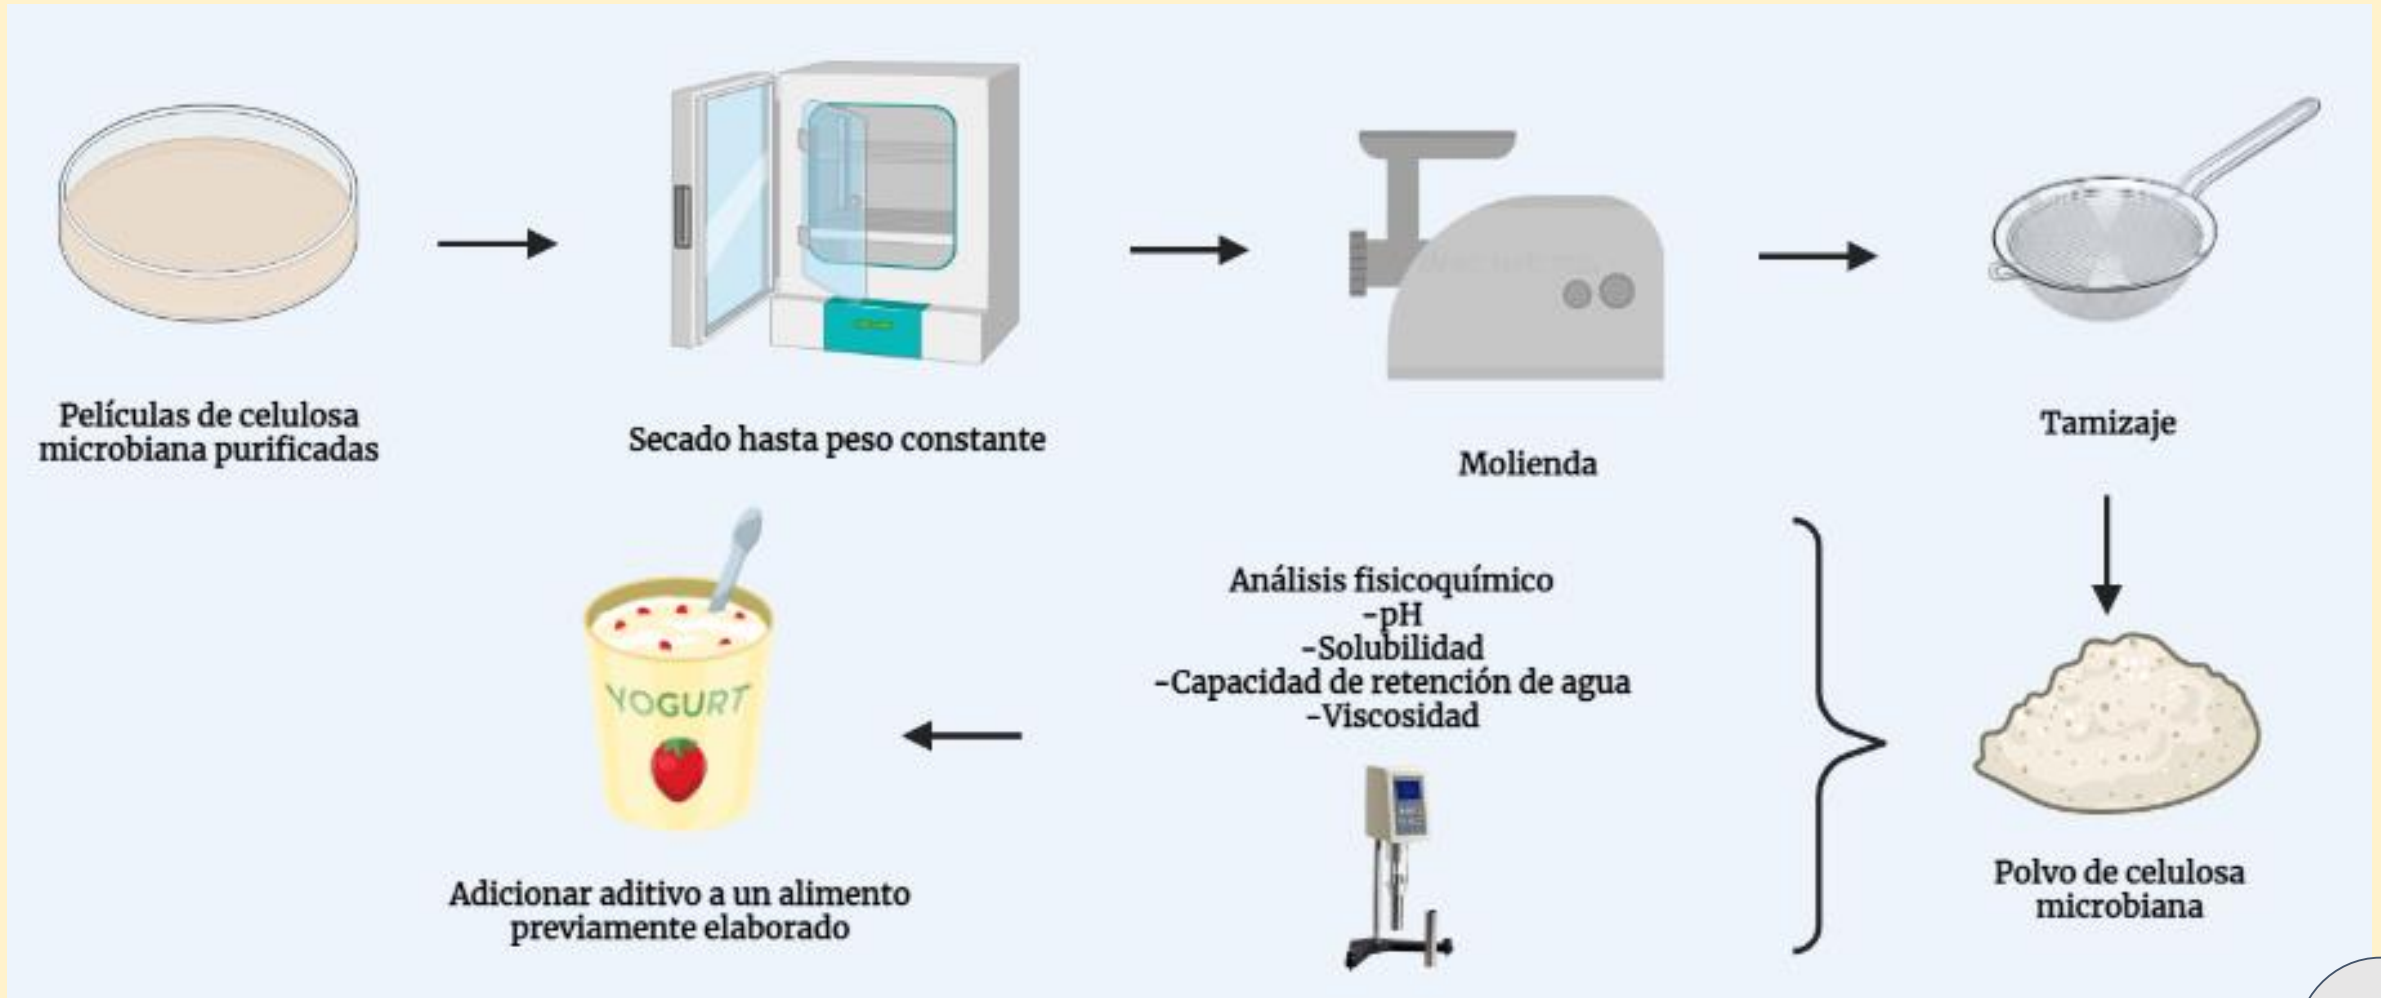 Películas de celulosa
microbiana purificadas
Secado hasta peso constante
Molienda
Tamizaje
Polvo de celulosa
microbiana
Análisis fisicoquímico
-pH
-Solubilidad
-Capacidad de retención de agua
-Viscosidad
YOGURT
Adicionar aditivo a un alimento
previamente elaborado